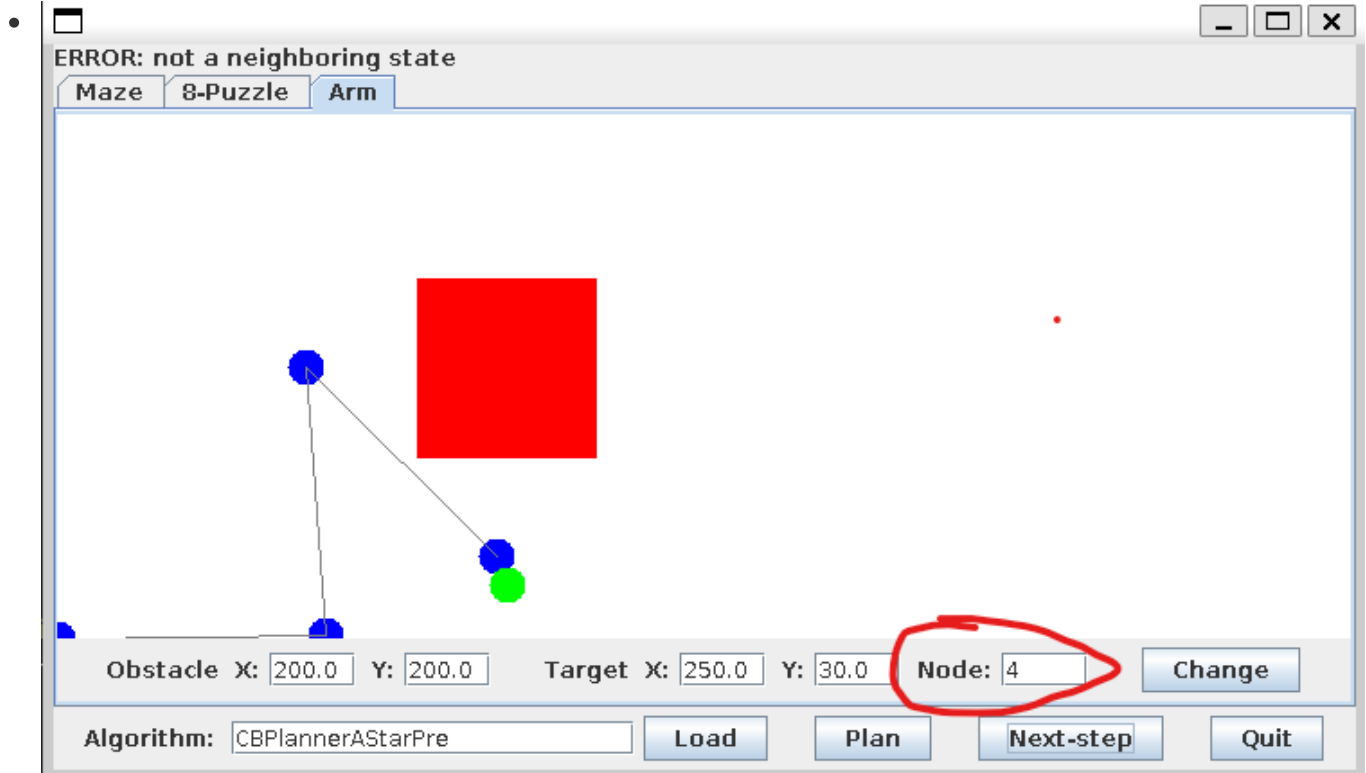 ERROR: not a neighboring state
Maze 8-Puzzle Arm
Obstacle X: 200.0 Y: 200.0 Target X: 250.0 Y: 30.0 Node: 4 Change
Algorithm: CBPlannerAStarPre Load Plan Next-step Quit